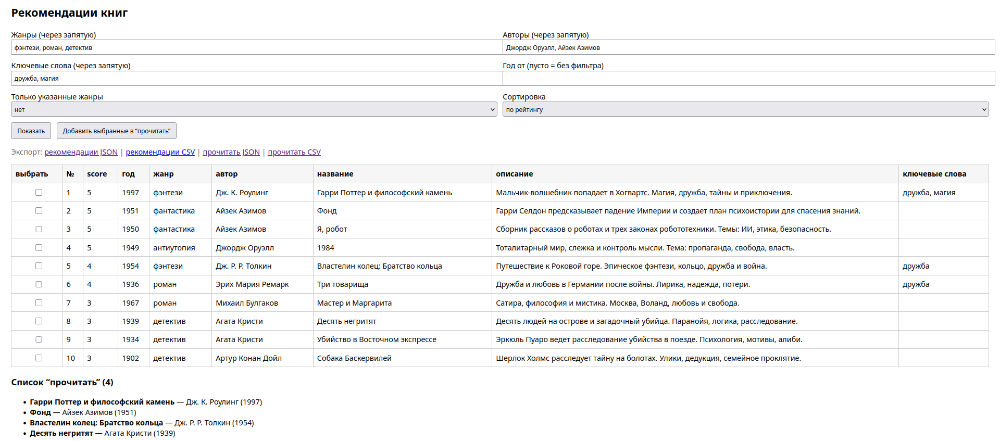 Рекомендации книг
Жанры (через запятую) Авторы (через запятую)
фэнтези, роман, детектив Джордж Оруэлл, Айзек Азимов
Ключевые слова (через запятую) Год от (пусто = без фильтра)
дружба, магия
Только указанные жанры Сортировка
нет по рейтингу
Показать Добавить выбранные в “прочитать”
Экспорт: рекомендации JSON | рекомендации CSV | прочитать JSON | прочитать CSV
выбрать № score год жанр автор название описание ключевые слова
1 5 1997 фэнтези Дж. К. Роулинг Гарри Поттер и философский камень Мальчик-волшебник попадает в Хогвартс. Магия, дружба, тайны и приключения. дружба, магия
2 5 1951 фантастика Айзек Азимов Фонд Гарри Селдон предсказывает падение Империи и создает план психоистории для спасения знаний.
3 5 1950 фантастика Айзек Азимов Я, робот Сборник рассказов о роботах и трех законах робототехники. Темы: ИИ, этика, безопасность.
4 5 1949 антиутопия Джордж Оруэлл 1984 Тоталитарный мир, слежка и контроль мысли. Тема: пропаганда, свобода, власть.
5 4 1954 фэнтези Дж. Р. Р. Толкин Властелин колец: Братство кольца Путешествие к Роковой горе. Эпическое фэнтези, кольцо, дружба и война. дружба
6 4 1936 роман Эрих Мария Ремарк Три товарища Дружба и любовь в Германии после войны. Лирика, надежда, потери. дружба
7 3 1967 роман Михаил Булгаков Мастер и Маргарита Сатира, философия и мистика. Москва, Воланд, любовь и свобода.
8 3 1939 детектив Агата Кристи Десять негритят Десять людей на острове и загадочный убийца. Паранойя, логика, расследование.
9 3 1934 детектив Агата Кристи Убийство в Восточном экспрессе Эркюль Пуаро ведет расследование убийства в поезде. Психология, мотивы, алиби.
10 3 1902 детектив Артур Конан Дойл Собака Баскервилей Шерлок Холмс расследует тайну на болотах. Улики, дедукция, семейное проклятие.
Список “прочитать” (4)
• Гарри Поттер и философский камень — Дж. К. Роулинг (1997)
• Фонд — Айзек Азимов (1951)
• Властелин колец: Братство кольца — Дж. Р. Р. Толкин (1954)
• Десять негритят — Агата Кристи (1939)